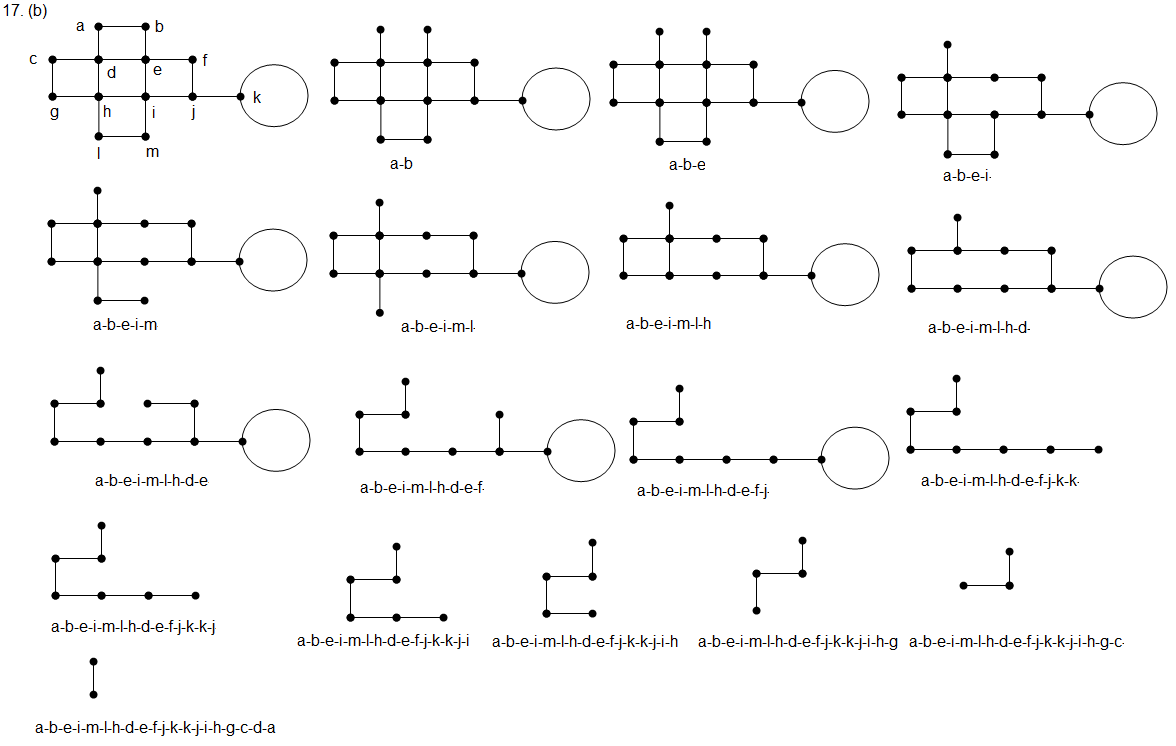 17. (b)
a b
c d e f
g h i j k
l m
a-b
a-b-e
a-b-e-i-
a-b-e-i-m
a-b-e-i-m-l-
a-b-e-i-m-l-h
a-b-e-i-m-l-h-d-
a-b-e-i-m-l-h-d-e
a-b-e-i-m-l-h-d-e-f-
a-b-e-i-m-l-h-d-e-f-j-
a-b-e-i-m-l-h-d-e-f-j-k-k-
a-b-e-i-m-l-h-d-e-f-j-k-k-j
a-b-e-i-m-l-h-d-e-f-j-k-k-j-i
a-b-e-i-m-l-h-d-e-f-j-k-k-j-i-h
a-b-e-i-m-l-h-d-e-f-j-k-k-j-i-h-g
a-b-e-i-m-l-h-d-e-f-j-k-k-j-i-h-g-c-
a-b-e-i-m-l-h-d-e-f-j-k-k-j-i-h-g-c-d-a